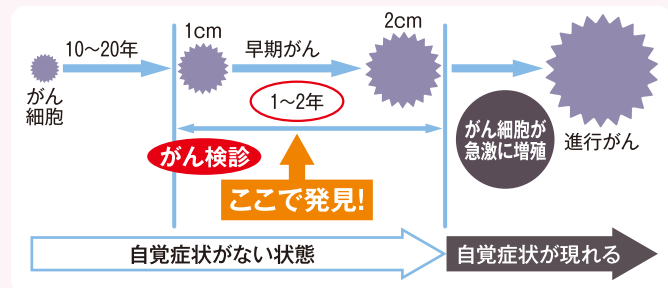 10〜20年
がん
細胞
1cm
早期がん
2cm
1〜2年
がん検診
ここで発見!
がん細胞が
急激に増殖
進行がん
自覚症状がない状態
自覚症状が現れる